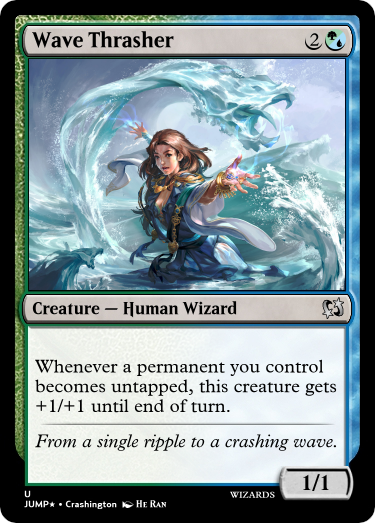 Wave Thrasher 2
Creature — Human Wizard
Whenever a permanent you control
becomes untapped, this creature gets
+1/+1 until end of turn.
From a single ripple to a crashing wave.
1/1
U
JUMP★ • Crashington HE RAN
WIZARDS